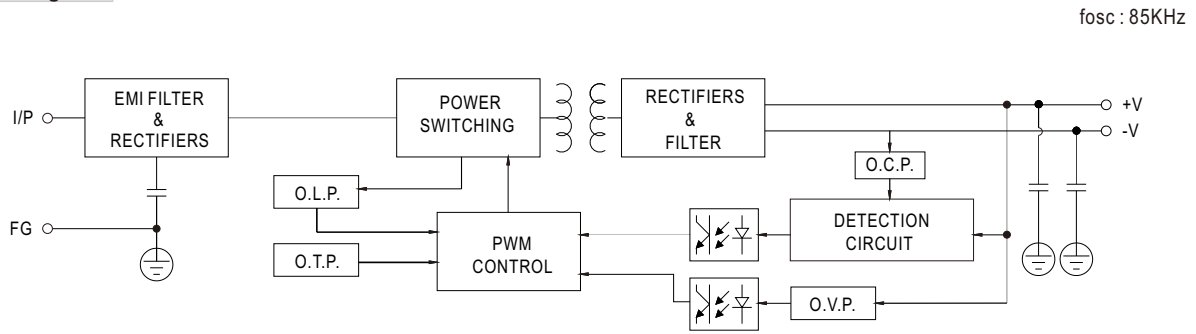 fosc : 85KHz
I/P
EMI FILTER
&
RECTIFIERS
POWER
SWITCHING
RECTIFIERS
&
FILTER
+V
-V
O.C.P.
O.L.P.
FG
PWM
CONTROL
DETECTION
CIRCUIT
O.T.P.
O.V.P.